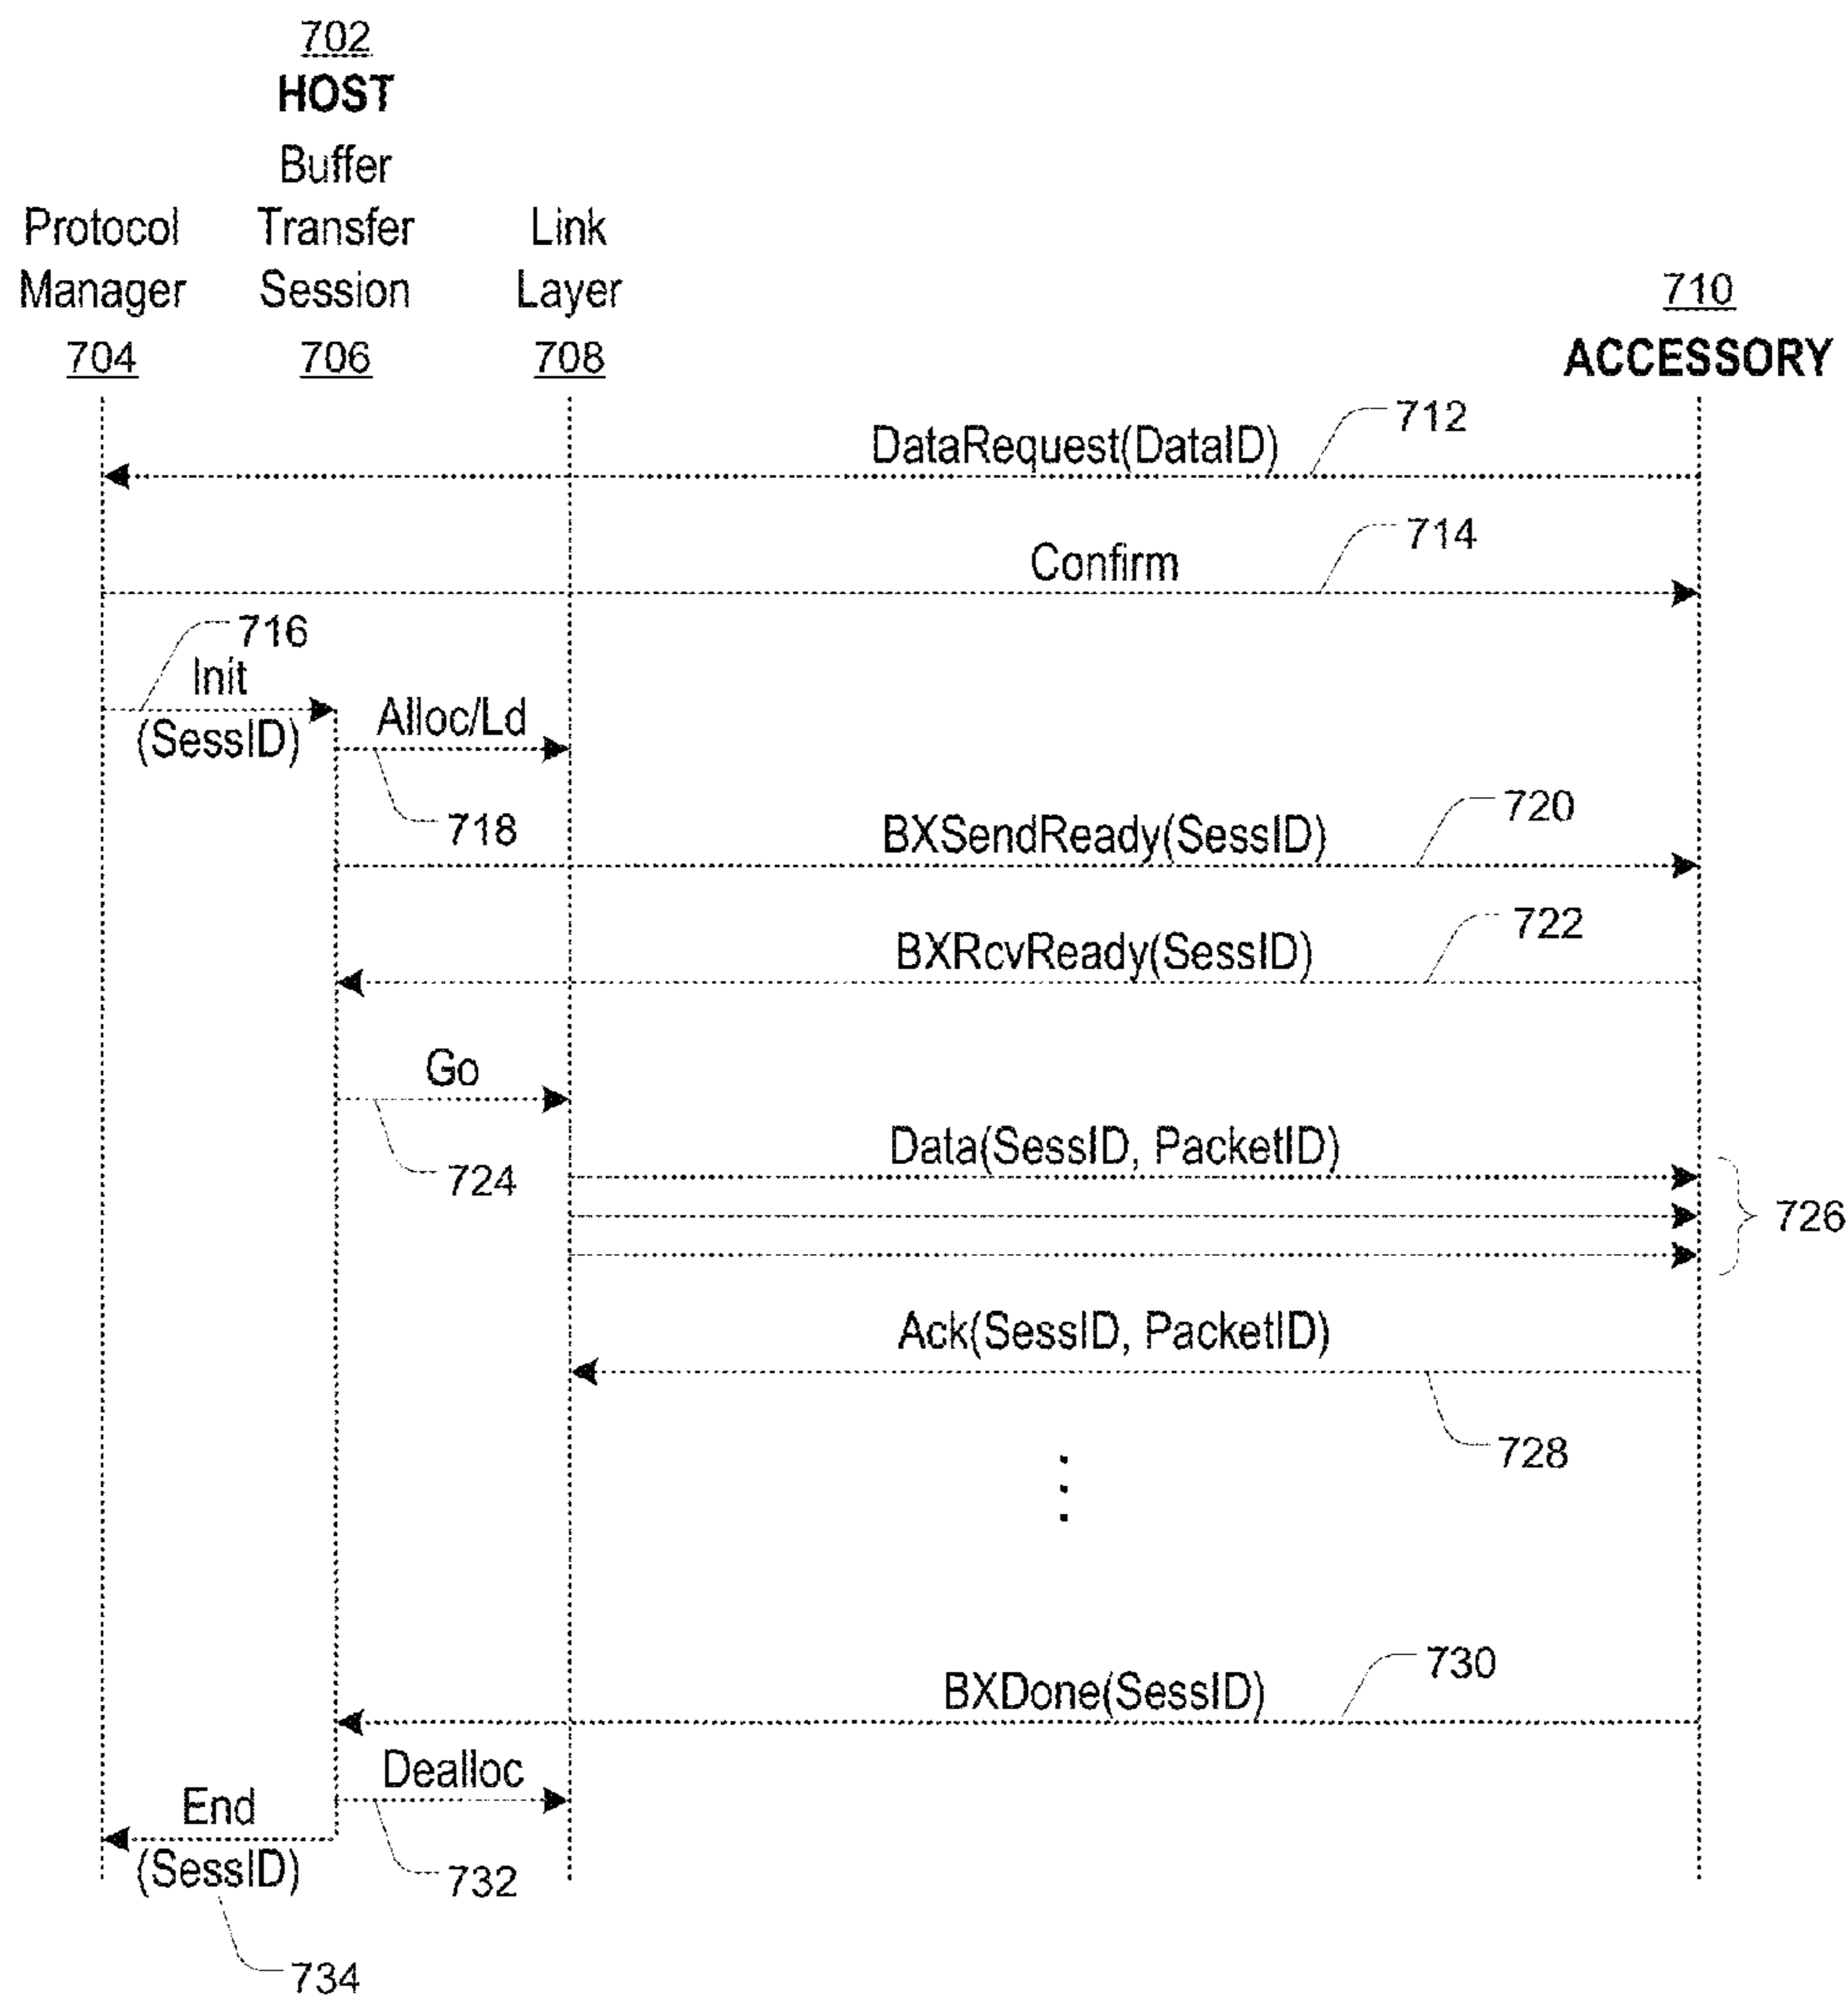 702
HOST
Buffer
Protocol Transfer Link
Manager Session Layer
704 706 708
710
ACCESSORY
712
DataRequest(DataID)
714
Confirm
716
Init
(SessID)
Alloc/Ld
718
720
BXSendReady(SessID)
722
BXRcvReady(SessID)
Go
724
Data(SessID, PacketID)
726
Ack(SessID, PacketID)
728
730
BXDone(SessID)
Dealloc
732
End
(SessID)
734